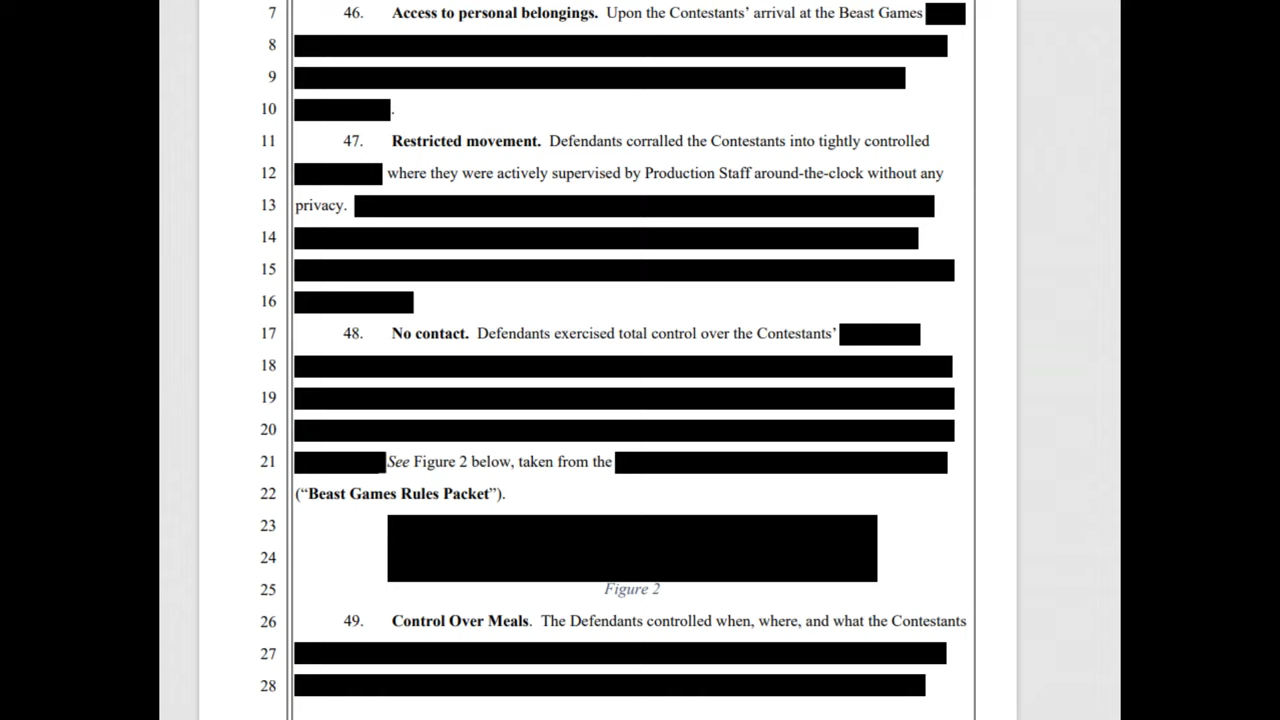 7 46. Access to personal belongings. Upon the Contestants’ arrival at the Beast Games
8
9
10 .
11 47. Restricted movement. Defendants corralled the Contestants into tightly controlled
12 where they were actively supervised by Production Staff around-the-clock without any
13 privacy.
14
15
16
17 48. No contact. Defendants exercised total control over the Contestants’
18
19
20
21 See Figure 2 below, taken from the
22 (“Beast Games Rules Packet”).
23
24
25 Figure 2
26 49. Control Over Meals. The Defendants controlled when, where, and what the Contestants
27
28